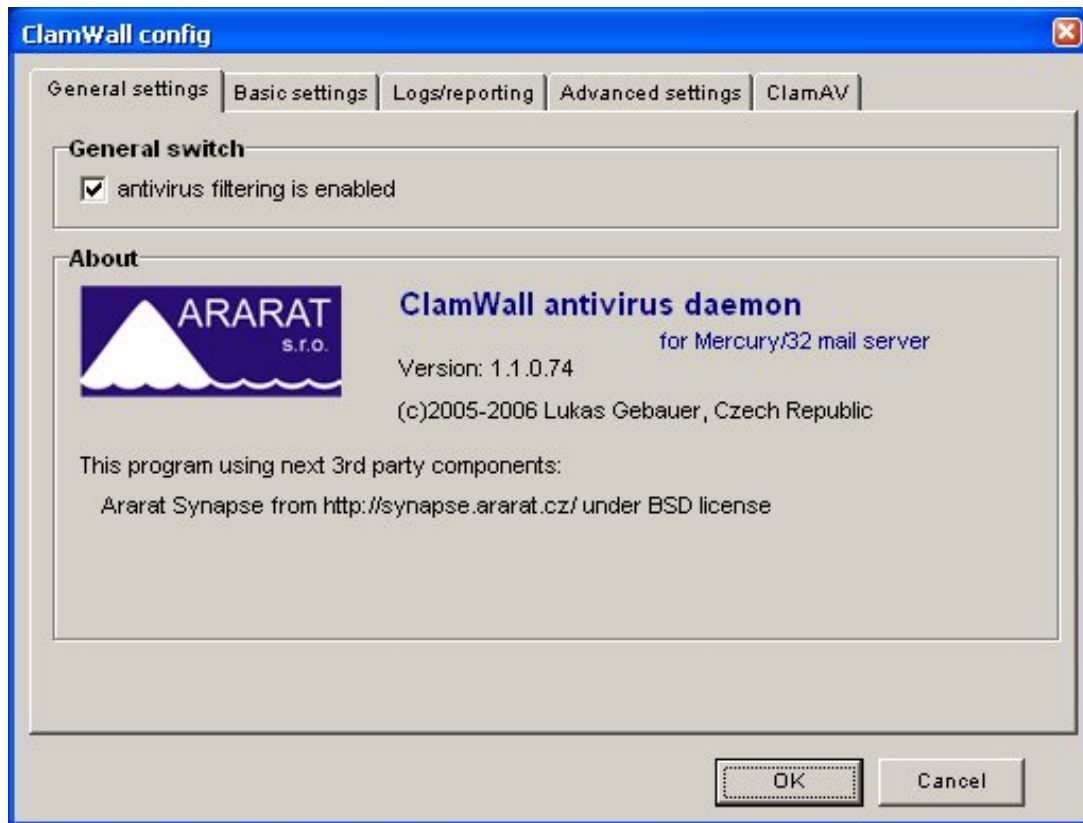 ClamWall config
General settings
Basic settings
Logs/reporting
Advanced settings
ClamAV
General switch
antivirus filtering is enabled
About
ARARAT
s.r.o.
ClamWall antivirus daemon
for Mercury/32 mail server
Version: 1.1.0.74
(c)2005-2006 Lukas Gebauer, Czech Republic
This program using next 3rd party components:
Ararat Synapse from http://synapse.ararat.cz/ under BSD license
OK
Cancel